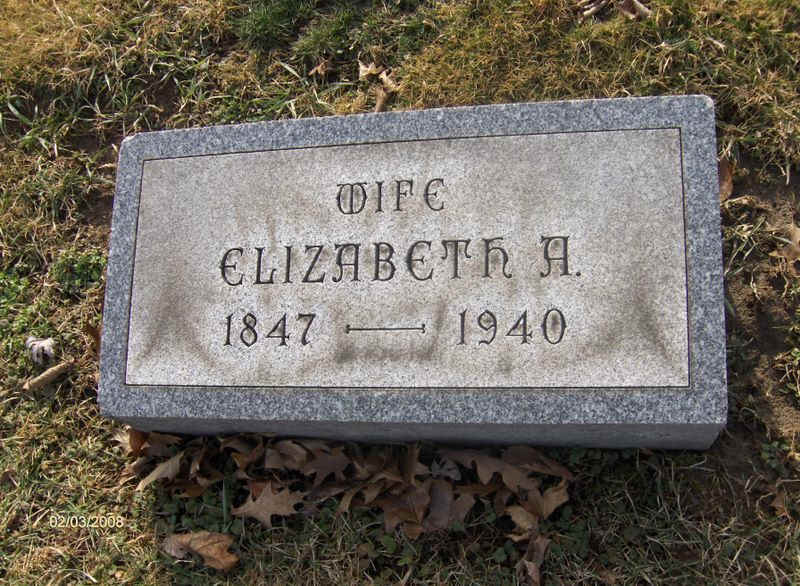 WIFE
ELIZABETH A.
1847 — 1940
02/03/2008